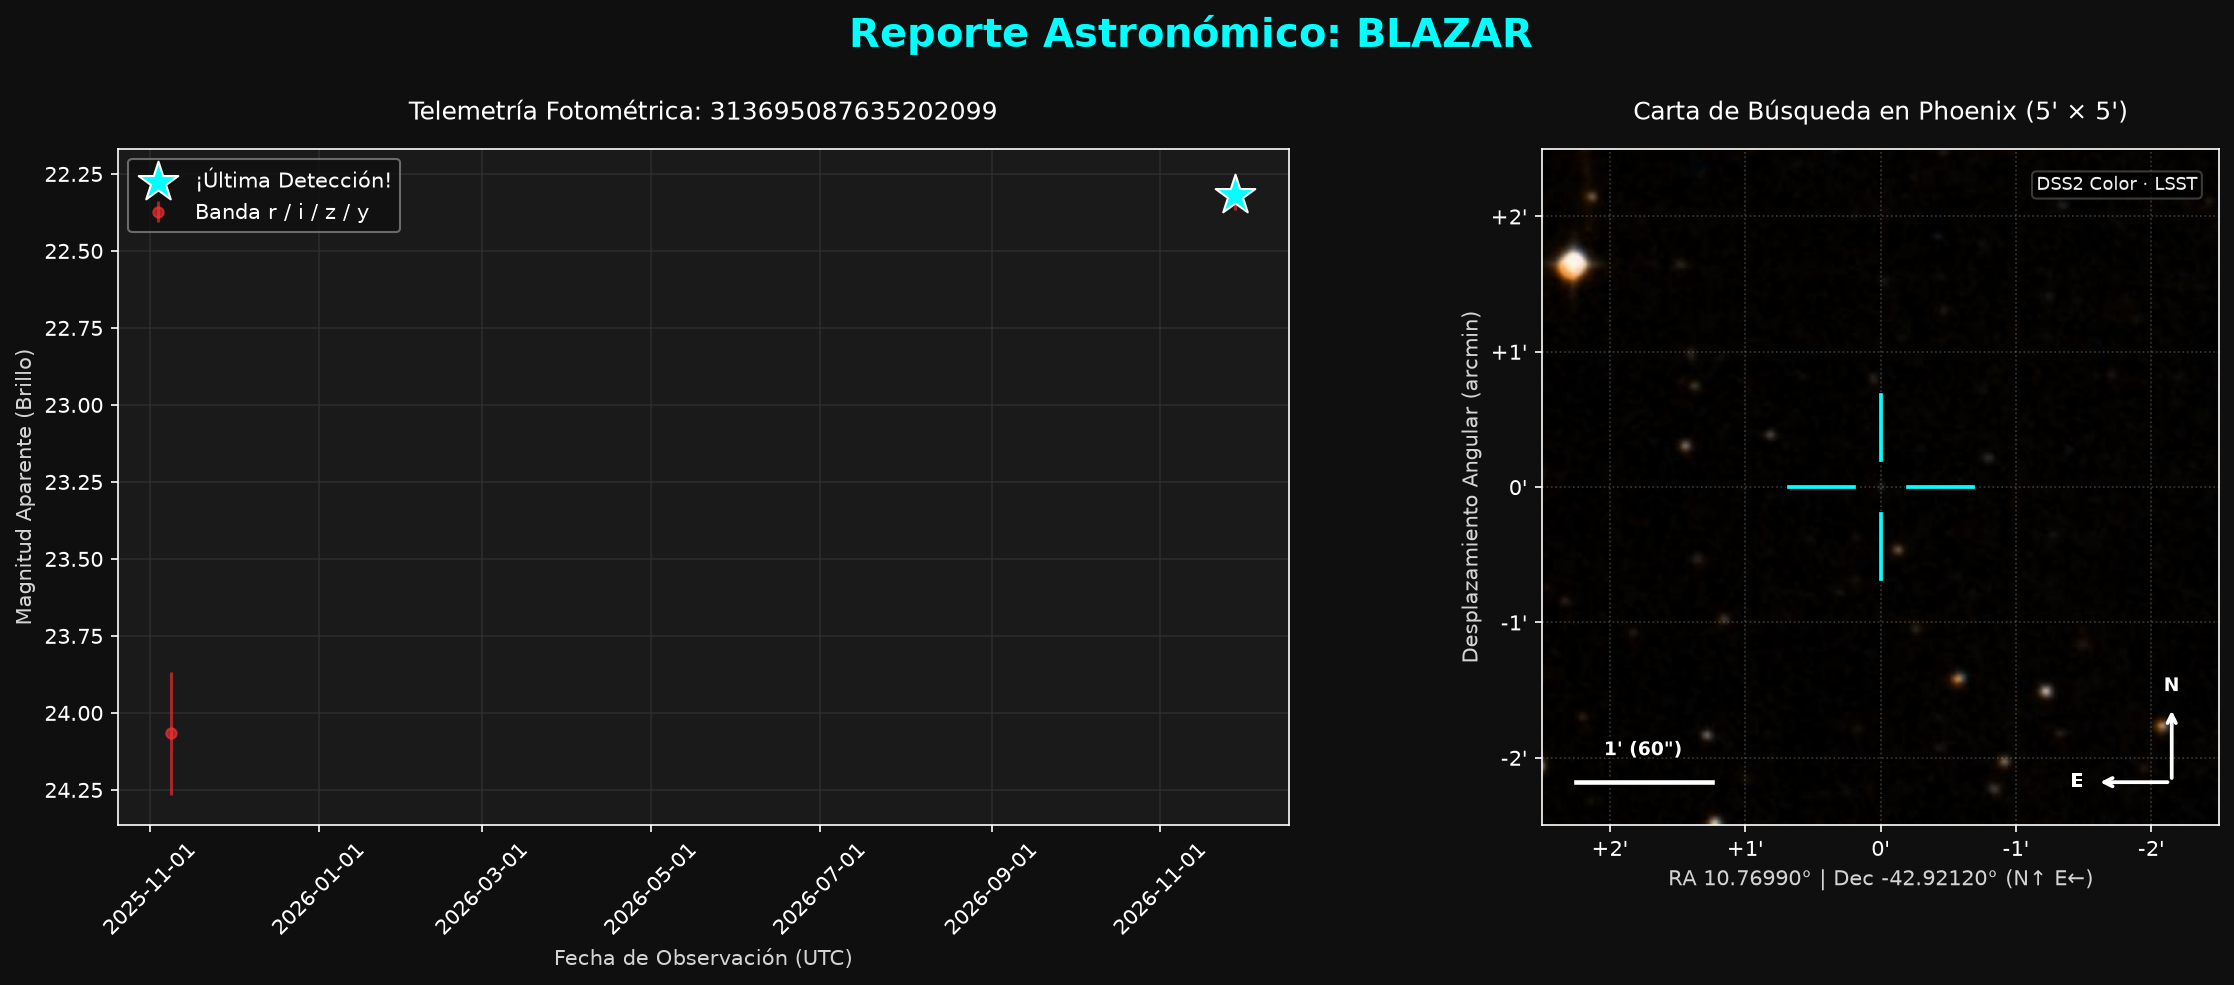 Reporte Astronómico: BLAZAR
Telemetría Fotométrica: 313695087635202099
¡Última Detección!
Banda r / i / z / y
Magnitud Aparente (Brillo)
22.25
22.50
22.75
23.00
23.25
23.50
23.75
24.00
24.25
2025-11-01
2026-01-01
2026-03-01
2026-05-01
2026-07-01
2026-09-01
2026-11-01
Fecha de Observación (UTC)
Carta de Búsqueda en Phoenix (5' × 5')
DSS2 Color · LSST
Desplazamiento Angular (arcmin)
+2'
+1'
0'
-1'
-2'
N
E
1' (60")
+2'
+1'
0'
-1'
-2'
RA 10.76990° | Dec -42.92120° (N↑ E←)